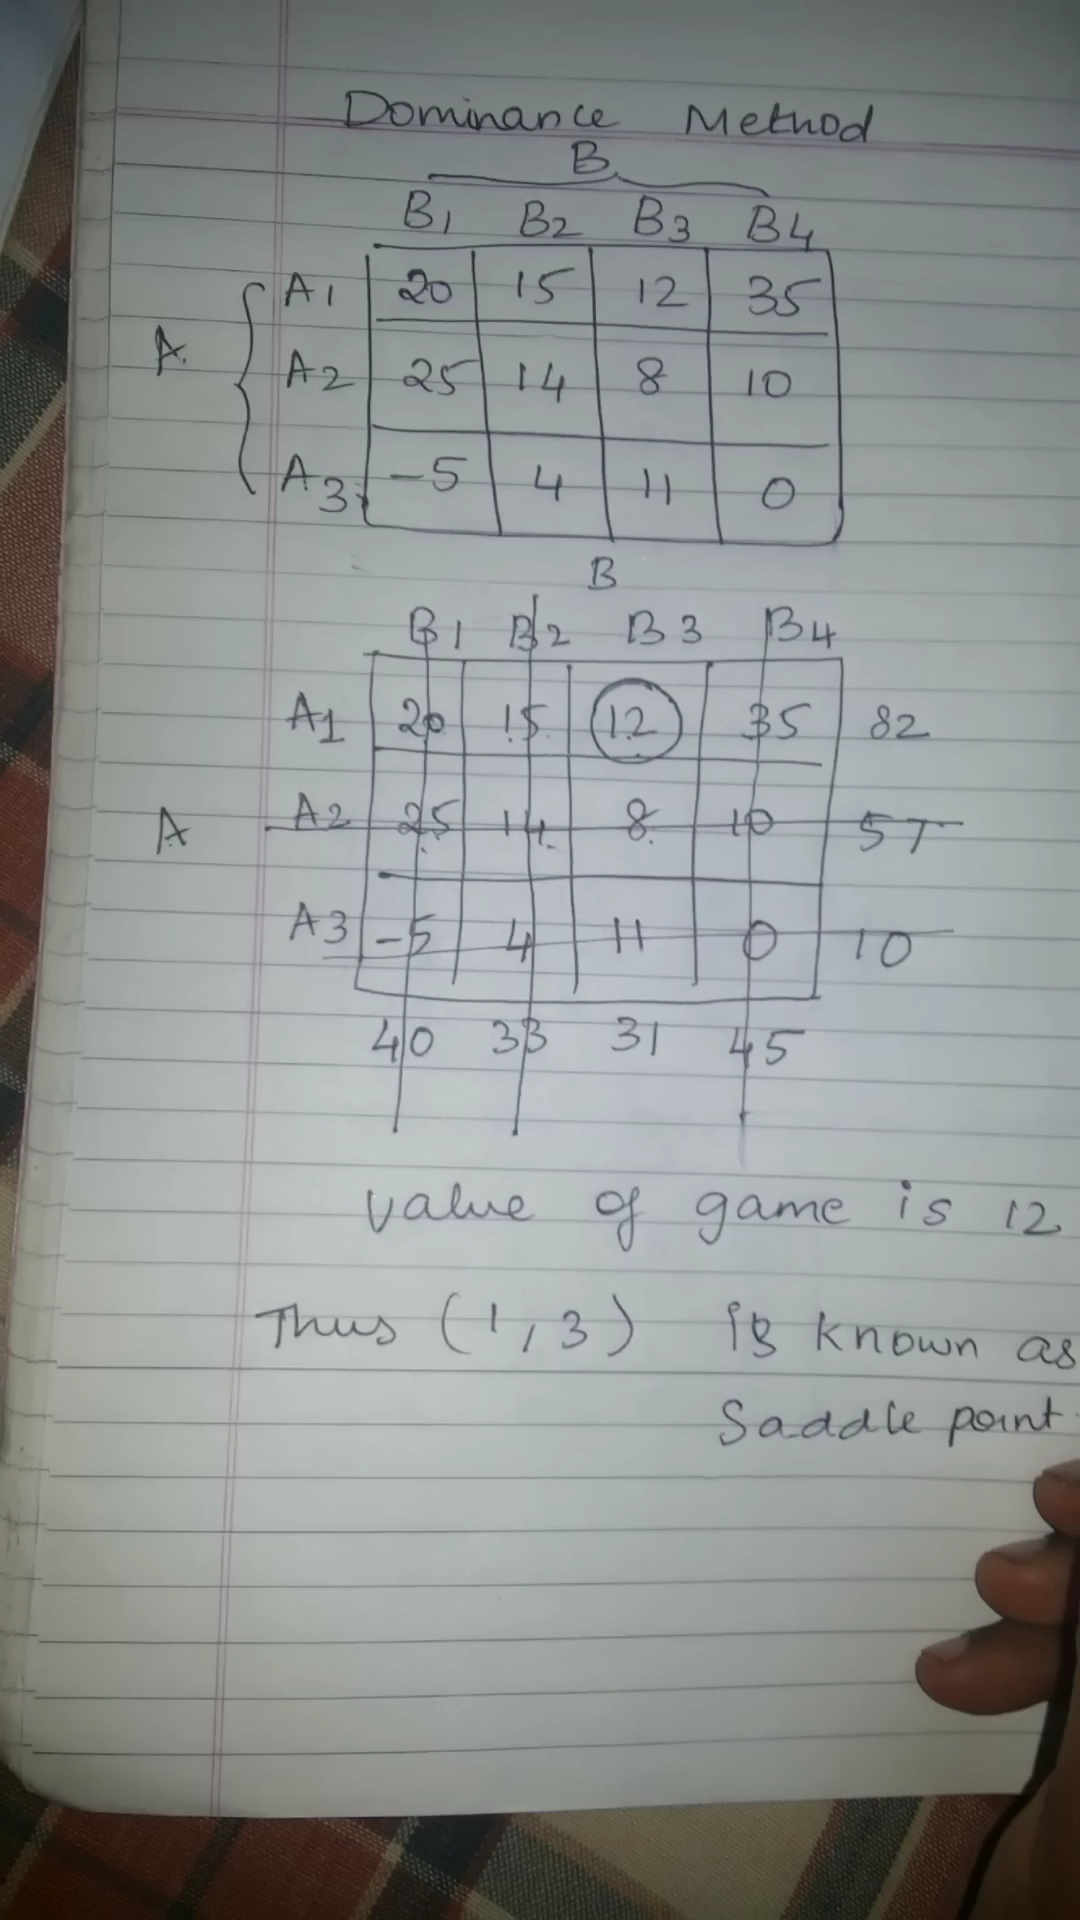 Dominance Method
B
B1 B2 B3 B4
A1 20 15 12 35
A A2 25 14 8 10
A3 -5 4 11 0
B
B1 B2 B3 B4
A1 20 15 12 35 82
A A2 25 14 8 10 57
A3 -5 4 11 0 10
40 33 31 45
value of game is 12
Thus (1,3) is known as
Saddle point